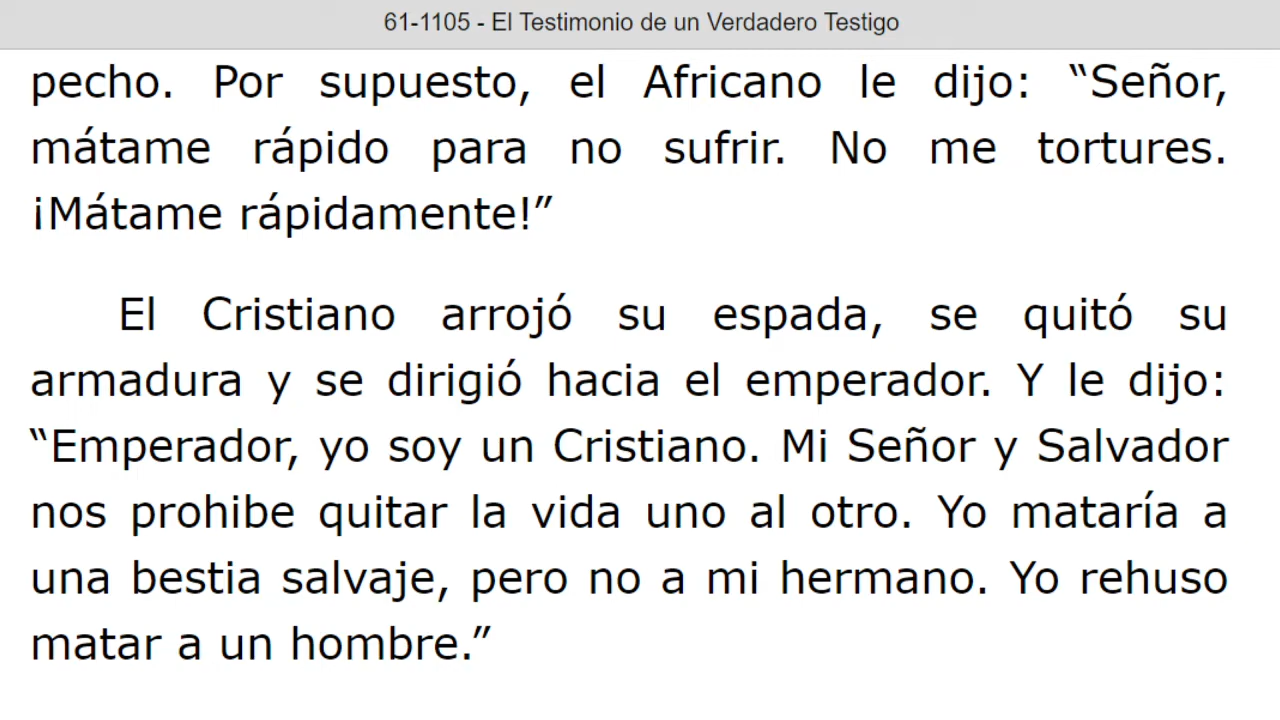 61-1105 - El Testimonio de un Verdadero Testigo
pecho. Por supuesto, el Africano le dijo: “Señor,
mátame rápido para no sufrir. No me tortures.
¡Mátame rápidamente!”
El Cristiano arrojó su espada, se quitó su
armadura y se dirigió hacia el emperador. Y le dijo:
“Emperador, yo soy un Cristiano. Mi Señor y Salvador
nos prohibe quitar la vida uno al otro. Yo mataría a
una bestia salvaje, pero no a mi hermano. Yo rehuso
matar a un hombre.”